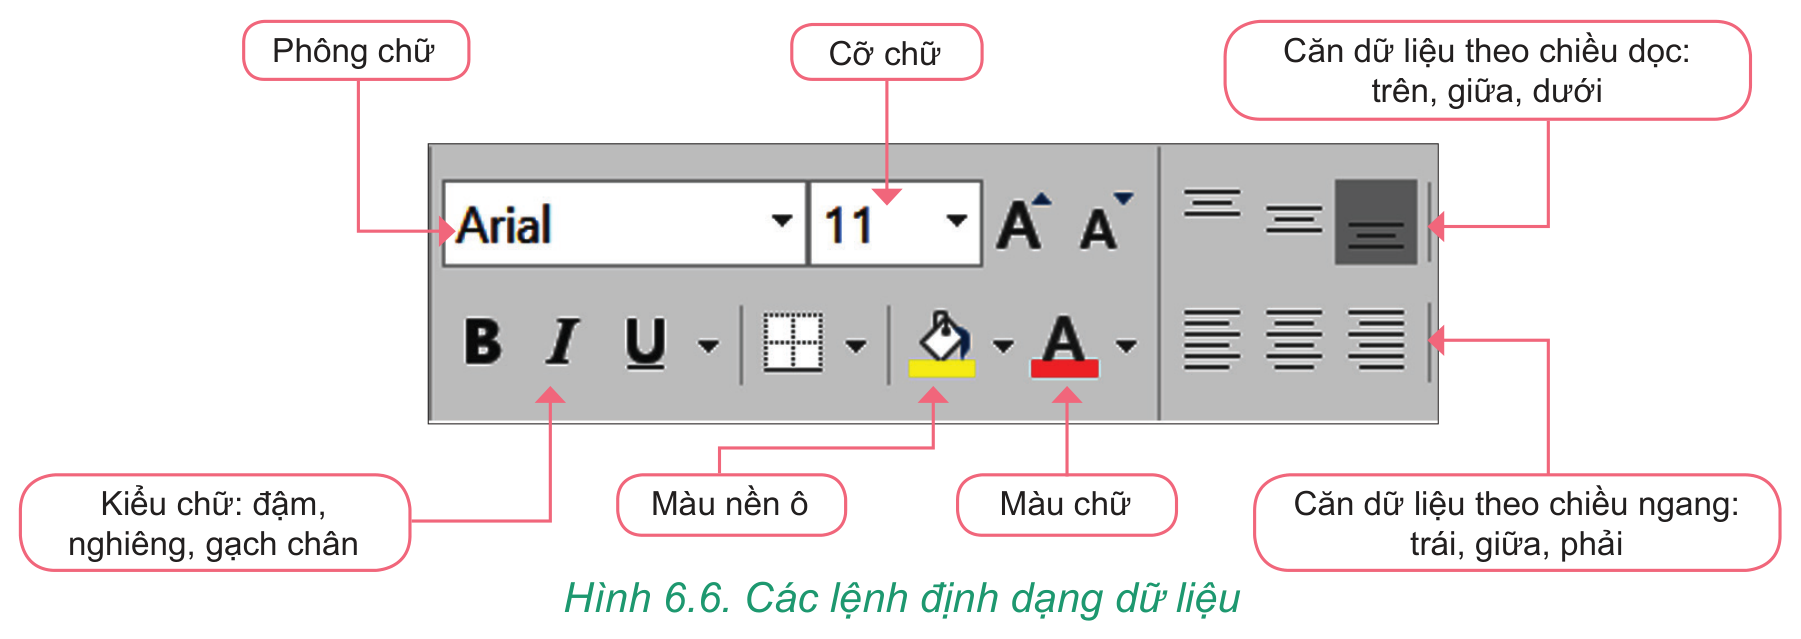 Phông chữ
Cỡ chữ
Căn dữ liệu theo chiều dọc:
trên, giữa, dưới
Arial
11
A A
B I U
A
Kiểu chữ: đậm,
nghiêng, gạch chân
Màu nền ô
Màu chữ
Căn dữ liệu theo chiều ngang:
trái, giữa, phải
Hình 6.6. Các lệnh định dạng dữ liệu